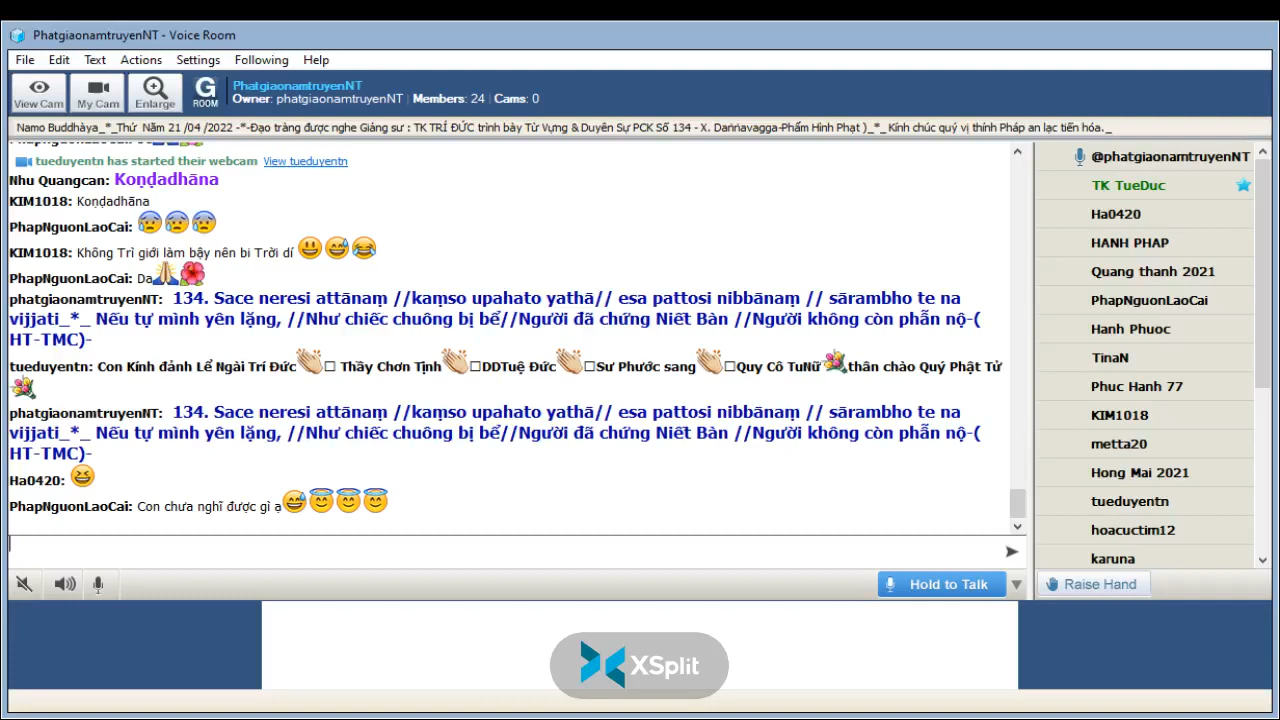 PhatgiaonamtruyenNT - Voice Room
File Edit Text Actions Settings Following Help
View Cam My Cam Enlarge G ROOM
PhatgiaonamtruyenNT
Owner: phatgiaonamtruyenNT | Members: 24 | Cams: 0
Namo Buddhàya_*_Thứ Năm 21 /04 /2022 -*-Đạo tràng được nghe Giảng sư : TK TRÍ ĐỨC trình bày Từ Vựng & Duyên Sự PCK Số 134 - X. Daṇṇavagga-Phẩm Hình Phạt )_*_ Kính chúc quý vị thính Pháp an lạc tiến hóa._
tueduyentn has started their webcam View tueduyentn
Nhu Quangcan: Koṇḍadhāna
KIM1018: Koṇḍadhāna
PhapNguonLaoCai:
KIM1018: Không Trì giới làm bậy nên bi Trời dí
PhapNguonLaoCai: Da
phatgiaonamtruyenNT: 134. Sace neresi attānaṃ //kaṃso upahato yathā// esa pattosi nibbānaṃ // sārambho te na
vijjati_*_ Nếu tự mình yên lặng, //Như chiếc chuông bị bể//Người đã chứng Niết Bàn //Người không còn phẫn nộ-(
HT-TMC)-
tueduyentn: Con Kính đảnh Lể Ngài Trí Đức Thầy Chơn Tịnh DDTuệ Đức Sư Phước sang Quy Cô TuNữ thân chào Quý Phật Tử
phatgiaonamtruyenNT: 134. Sace neresi attānaṃ //kaṃso upahato yathā// esa pattosi nibbānaṃ // sārambho te na
vijjati_*_ Nếu tự mình yên lặng, //Như chiếc chuông bị bể//Người đã chứng Niết Bàn //Người không còn phẫn nộ-(
HT-TMC)-
Ha0420:
PhapNguonLaoCai: Con chưa nghĩ được gì ạ
@phatgiaonamtruyenNT
TK TueDuc
Ha0420
HANH PHAP
Quang thanh 2021
PhapNguonLaoCai
Hanh Phuoc
TinaN
Phuc Hanh 77
KIM1018
metta20
Hong Mai 2021
tueduyentn
hoacuctim12
karuna
Hold to Talk
Raise Hand
XSplit